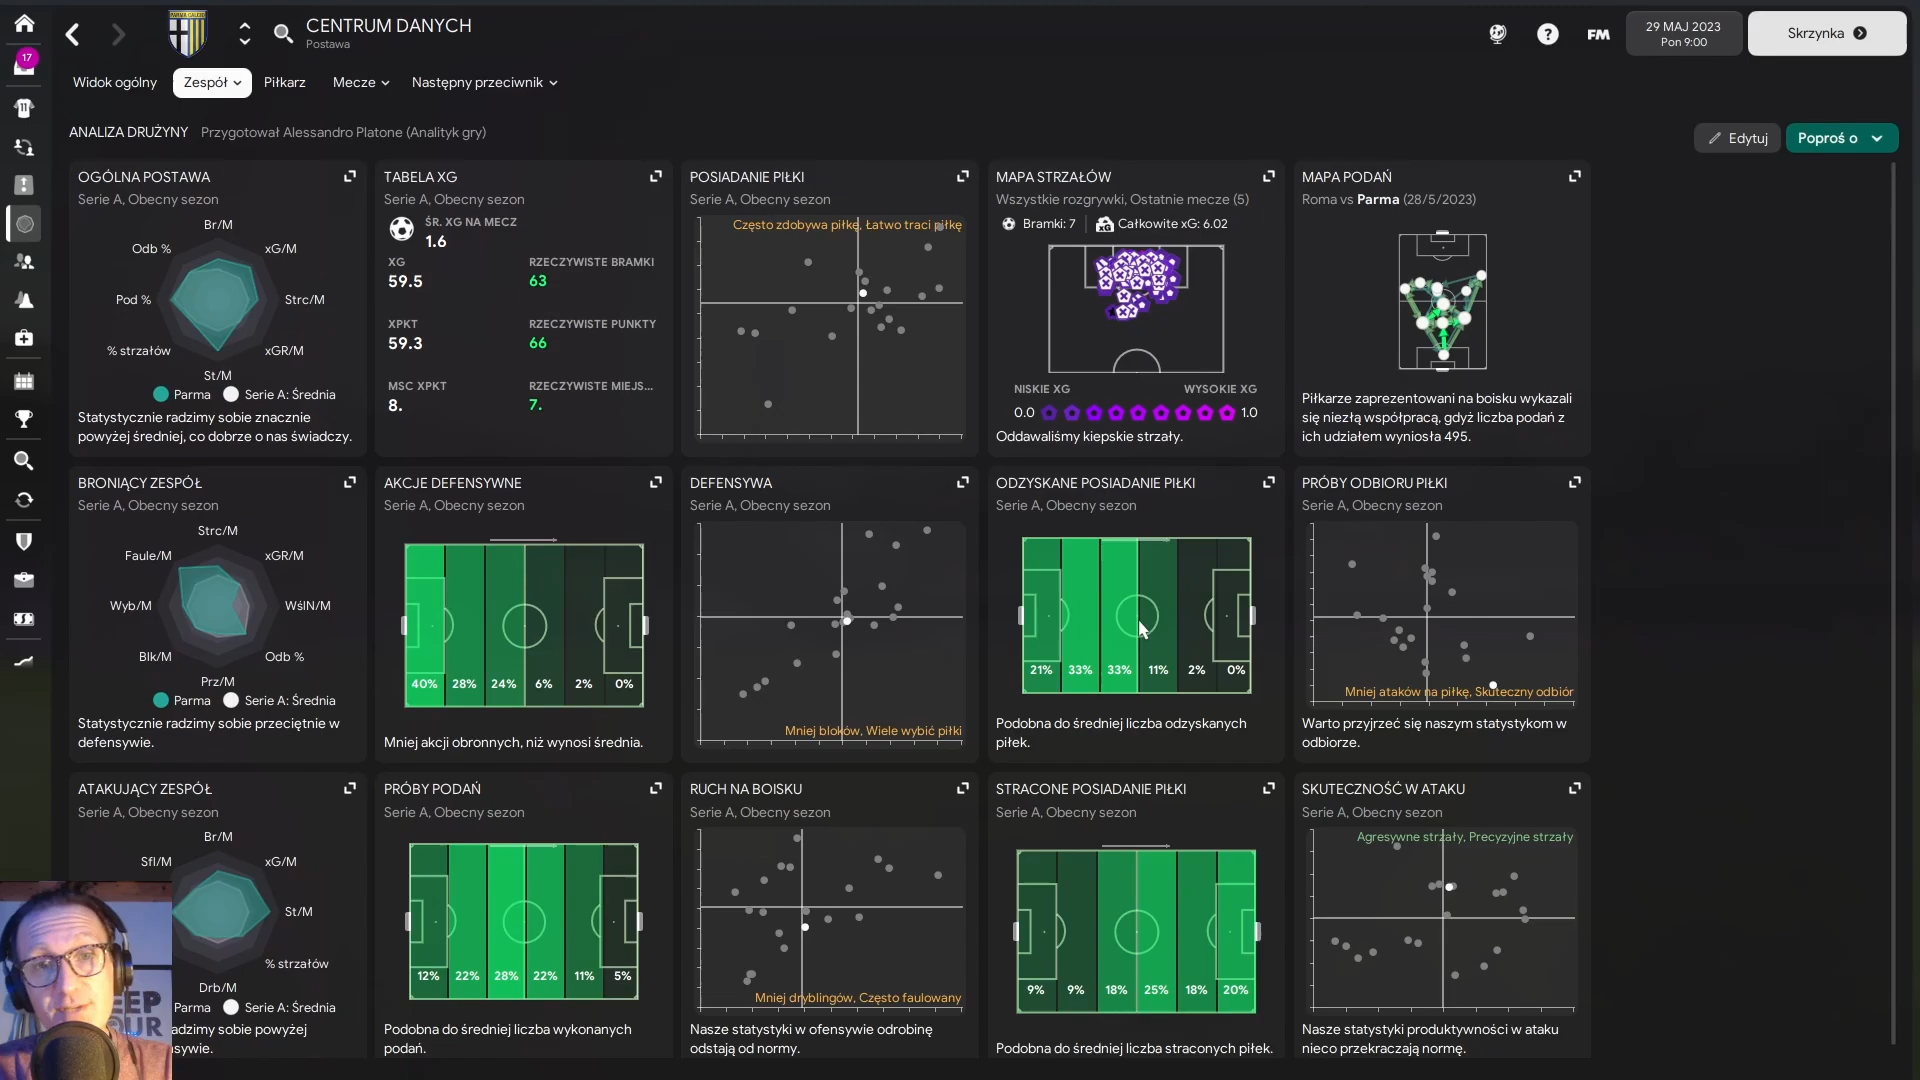 CENTRUM DANYCH
Postawa
FM
29 MAJ 2023
Pon 9:00
Skrzynka
17
Widok ogólny
Zespół
Piłkarz
Mecze
Następny przeciwnik
ANALIZA DRUŻYNY
Przygotował Alessandro Platone (Analityk gry)
Edytuj
Poproś o
OGÓLNA POSTAWA
Serie A, Obecny sezon
Br/M
Odb %
xG/M
Pod %
Strc/M
% strzałów
xGR/M
St/M
Parma
Serie A: Średnia
Statystycznie radzimy sobie znacznie
powyżej średniej, co dobrze o nas świadczy.
TABELA XG
Serie A, Obecny sezon
ŚR. XG NA MECZ
1.6
XG
RZECZYWISTE BRAMKI
59.5
63
XPKT
RZECZYWISTE PUNKTY
59.3
66
MSC XPKT
RZECZYWISTE MIEJS...
8.
7.
POSIADANIE PIŁKI
Serie A, Obecny sezon
Często zdobywa piłkę, Łatwo traci piłkę
MAPA STRZAŁÓW
Wszystkie rozgrywki, Ostatnie mecze (5)
Bramki: 7
Całkowite xG: 6.02
NISKIE XG
WYSOKIE XG
0.0
1.0
Oddawaliśmy kiepskie strzały.
MAPA PODAŃ
Roma vs Parma (28/5/2023)
Piłkarze zaprezentowani na boisku wykazali
się niezłą współpracą, gdyż liczba podań z
ich udziałem wyniosła 495.
BRONIĄCY ZESPÓŁ
Serie A, Obecny sezon
Strc/M
Faule/M
xGR/M
Wyb/M
WślN/M
Blk/M
Odb %
Prz/M
Parma
Serie A: Średnia
Statystycznie radzimy sobie przeciętnie w
defensywie.
AKCJE DEFENSYWNE
Serie A, Obecny sezon
40%
28%
24%
6%
2%
0%
Mniej akcji obronnych, niż wynosi średnia.
DEFENSYWA
Serie A, Obecny sezon
Mniej bloków, Wiele wybić piłki
ODZYSKANE POSIADANIE PIŁKI
Serie A, Obecny sezon
21%
33%
33%
11%
2%
0%
Podobna do średniej liczba odzyskanych
piłek.
PRÓBY ODBIORU PIŁKI
Serie A, Obecny sezon
Mniej ataków na piłkę, Skuteczny odbiór
Warto przyjrzeć się naszym statystykom w
odbiorze.
ATAKUJĄCY ZESPÓŁ
Serie A, Obecny sezon
Br/M
Sfl/M
xG/M
St/M
% strzałów
Drb/M
Parma
Serie A: Średnia
adzimy sobie powyżej
sywie.
PRÓBY PODAŃ
Serie A, Obecny sezon
12%
22%
28%
22%
11%
5%
Podobna do średniej liczba wykonanych
podań.
RUCH NA BOISKU
Serie A, Obecny sezon
Mniej dryblingów, Często faulowany
Nasze statystyki w ofensywie odrobinę
odstają od normy.
STRACONE POSIADANIE PIŁKI
Serie A, Obecny sezon
9%
9%
18%
25%
18%
20%
Podobna do średniej liczba straconych piłek.
SKUTECZNOŚĆ W ATAKU
Serie A, Obecny sezon
Agresywne strzały, Precyzyjne strzały
Nasze statystyki produktywności w ataku
nieco przekraczają normę.